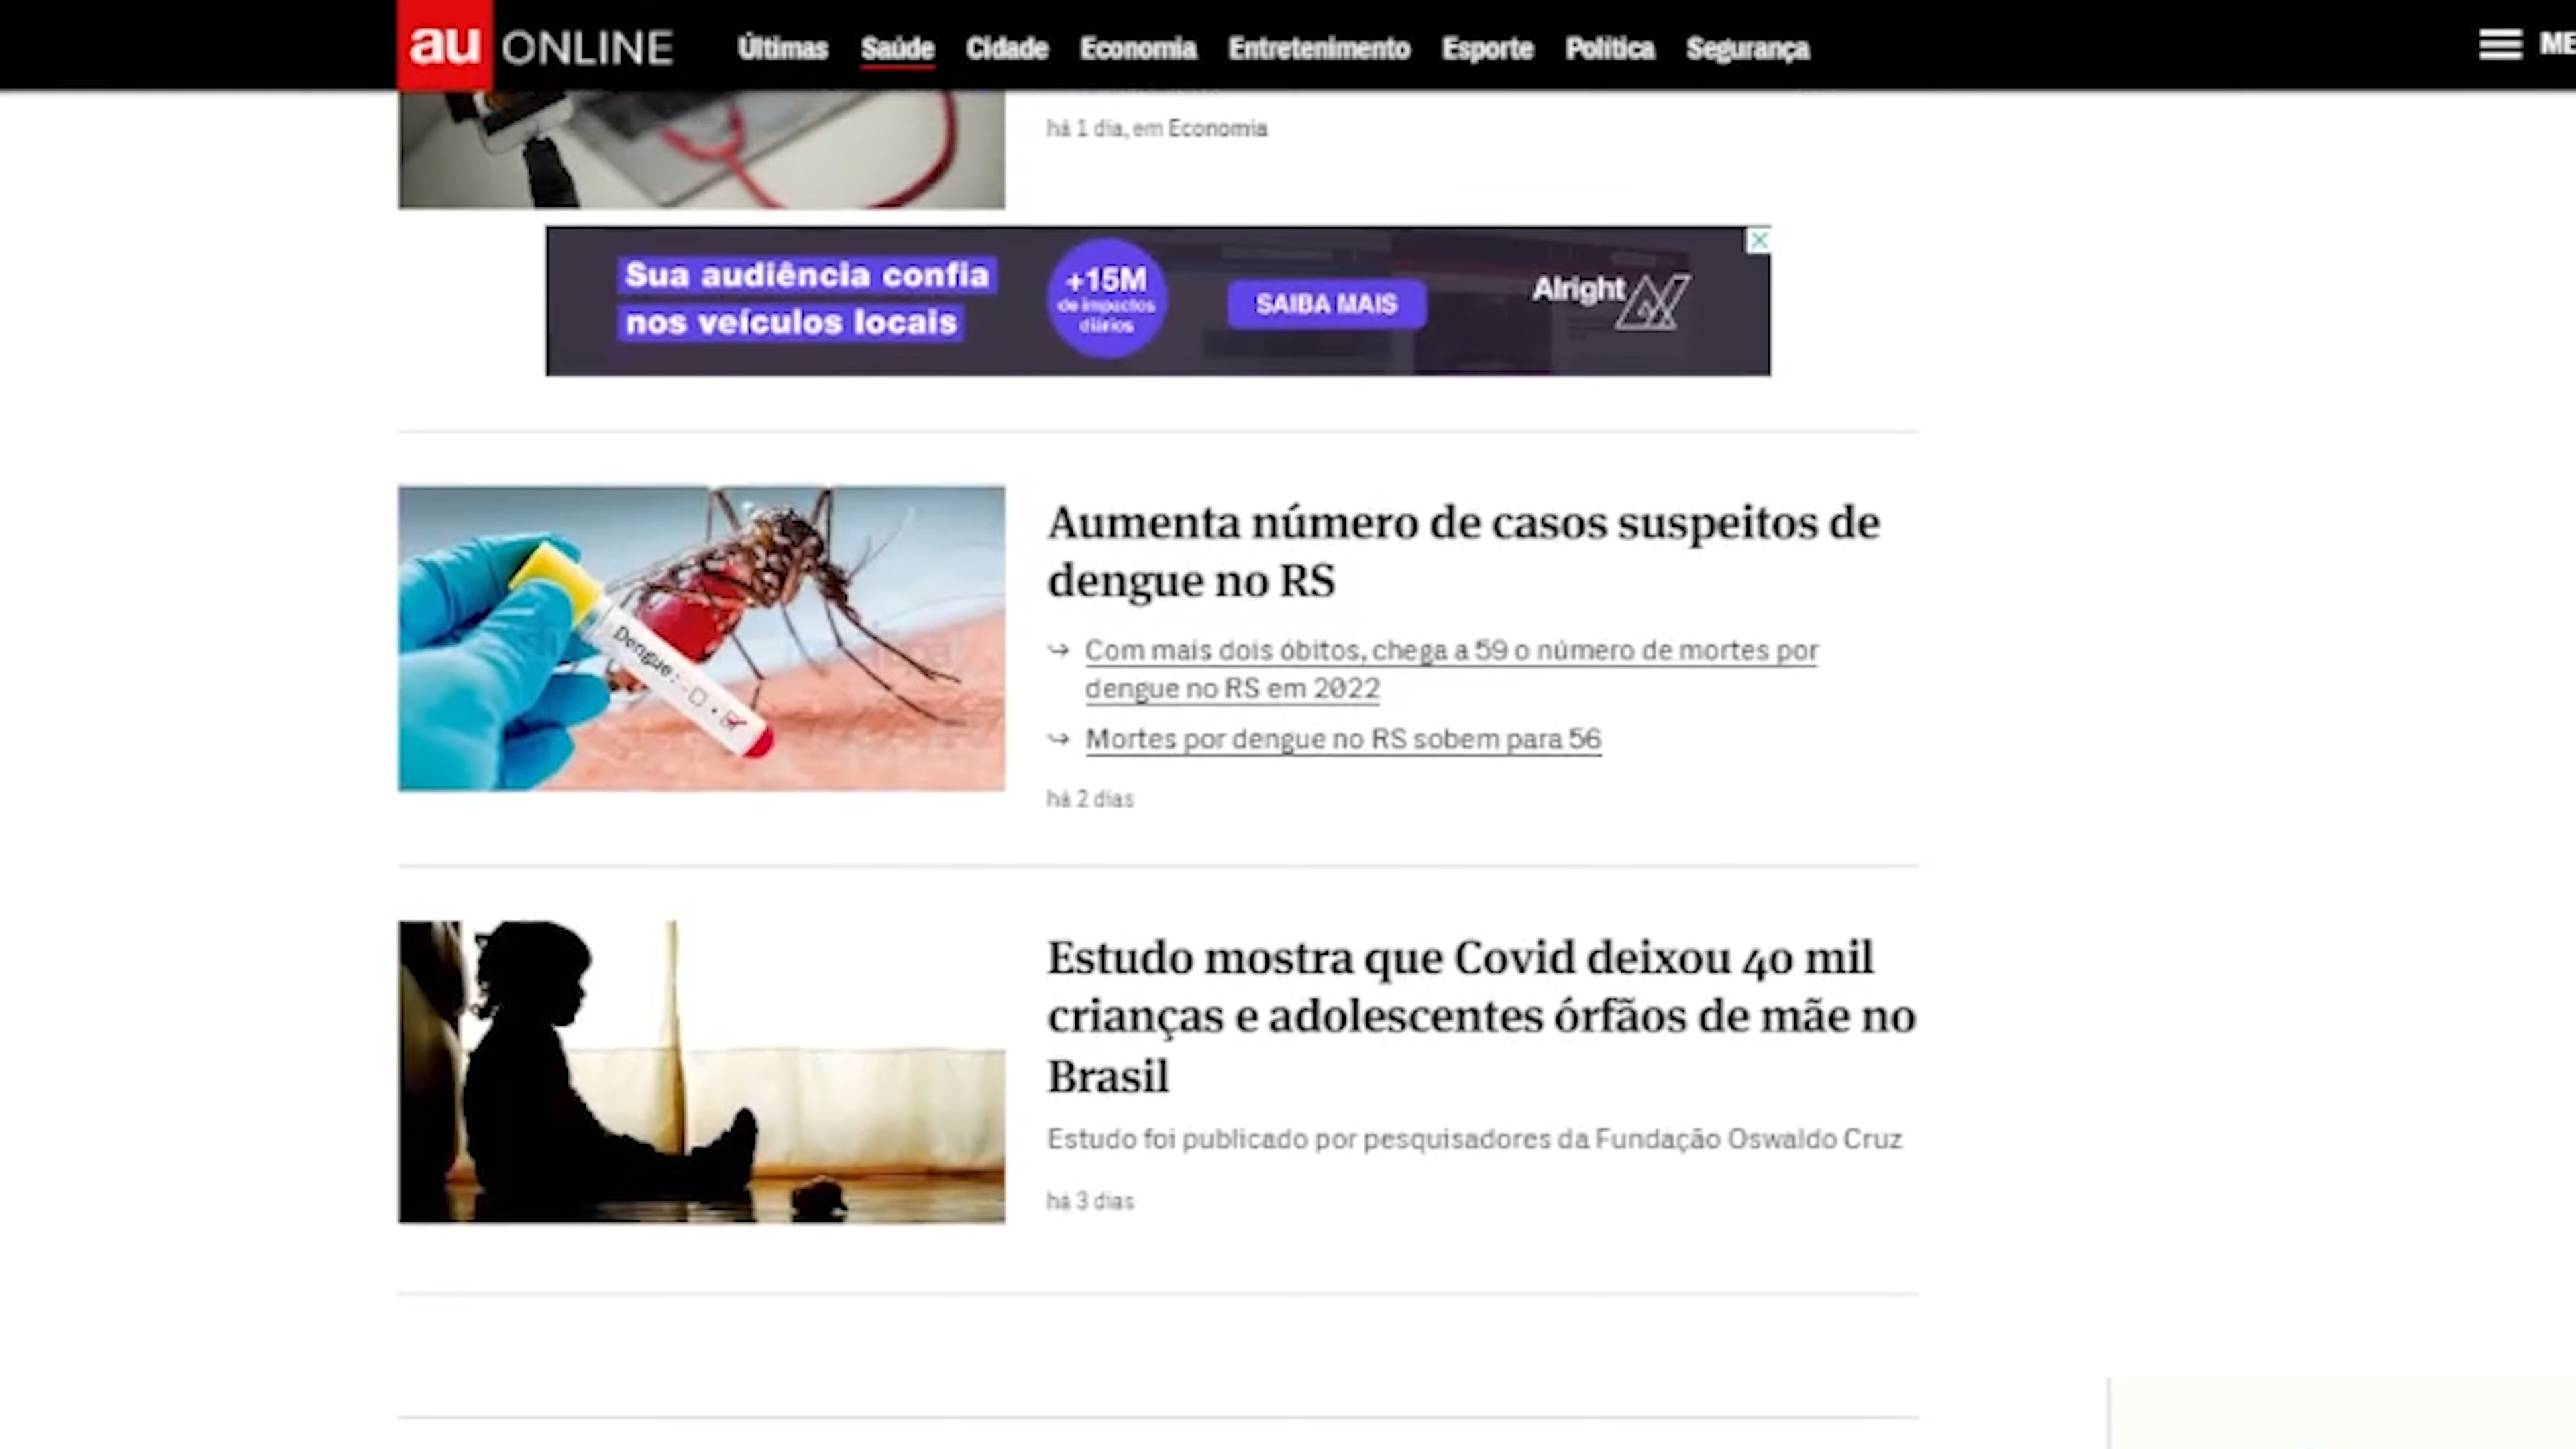 au ONLINE Últimas Saúde Cidade Economia Entretenimento Esporte Política Segurança
há 1 dia, em Economia
Sua audiência confia
nos veículos locais
+15M
de impactos
diários
SAIBA MAIS
Alright
Aumenta número de casos suspeitos de
dengue no RS
Dengue: - +
↪ Com mais dois óbitos, chega a 59 o número de mortes por
dengue no RS em 2022
↪ Mortes por dengue no RS sobem para 56
há 2 dias
Estudo mostra que Covid deixou 40 mil
crianças e adolescentes órfãos de mãe no
Brasil
Estudo foi publicado por pesquisadores da Fundação Oswaldo Cruz
há 3 dias